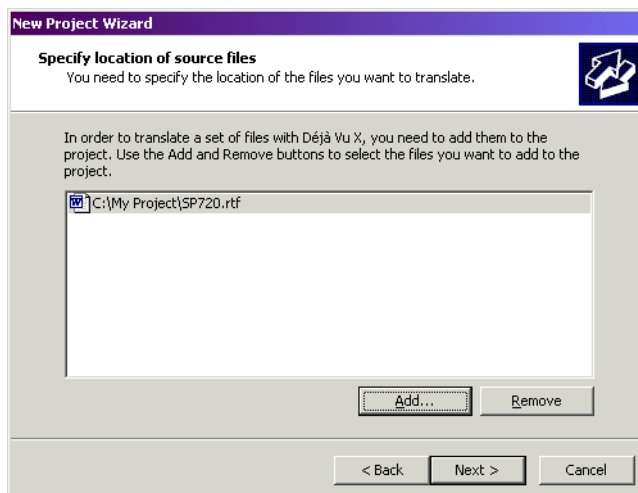 New Project Wizard
Specify location of source files
You need to specify the location of the files you want to translate.
In order to translate a set of files with Déjà Vu X, you need to add them to the
project. Use the Add and Remove buttons to select the files you want to add to the
project.
C:\My Project\SP720.rtf
Add...
Remove
< Back
Next >
Cancel